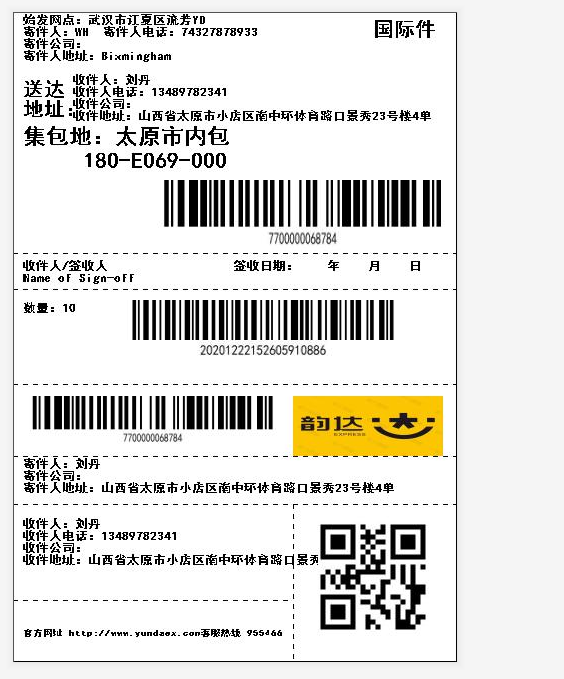 始发网点：武汉市江夏区流芳YD
寄件人：WH 寄件人电话：74327878933
国际件
寄件公司：
寄件人地址：Bixmingham
送达地址：
收件人：刘丹
收件人电话：13489782341
收件公司：
收件地址：山西省太原市小店区南中环体育路口景秀23号楼4单
集包地：太原市内包
180-E069-000
7700000068784
收件人/签收人 签收日期： 年 月 日
Name of Sign-off
数量：10
20201222152605910886
7700000068784
韵达
EXPRESS
寄件人：刘丹
寄件公司：
寄件人地址：山西省太原市小店区南中环体育路口景秀23号楼4单
收件人：刘丹
收件人电话：13489782341
收件公司：
收件地址：山西省太原市小店区南中环体育路口景秀
官方网址 http://www.yundaex.com客服热线 955466